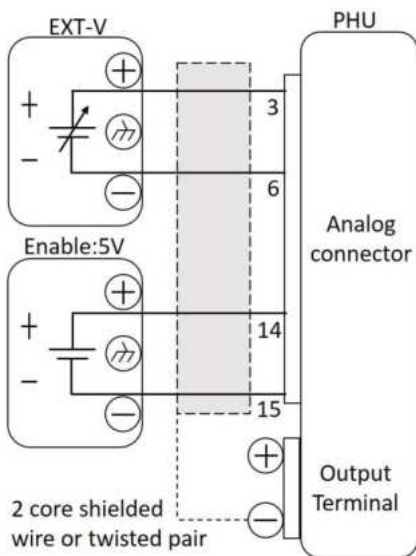 EXT-V
PHU
+
+
3
−
−
6
Enable:5V
Analog
connector
+
+
14
−
−
15
+
Output
Terminal
−
2 core shielded
wire or twisted pair